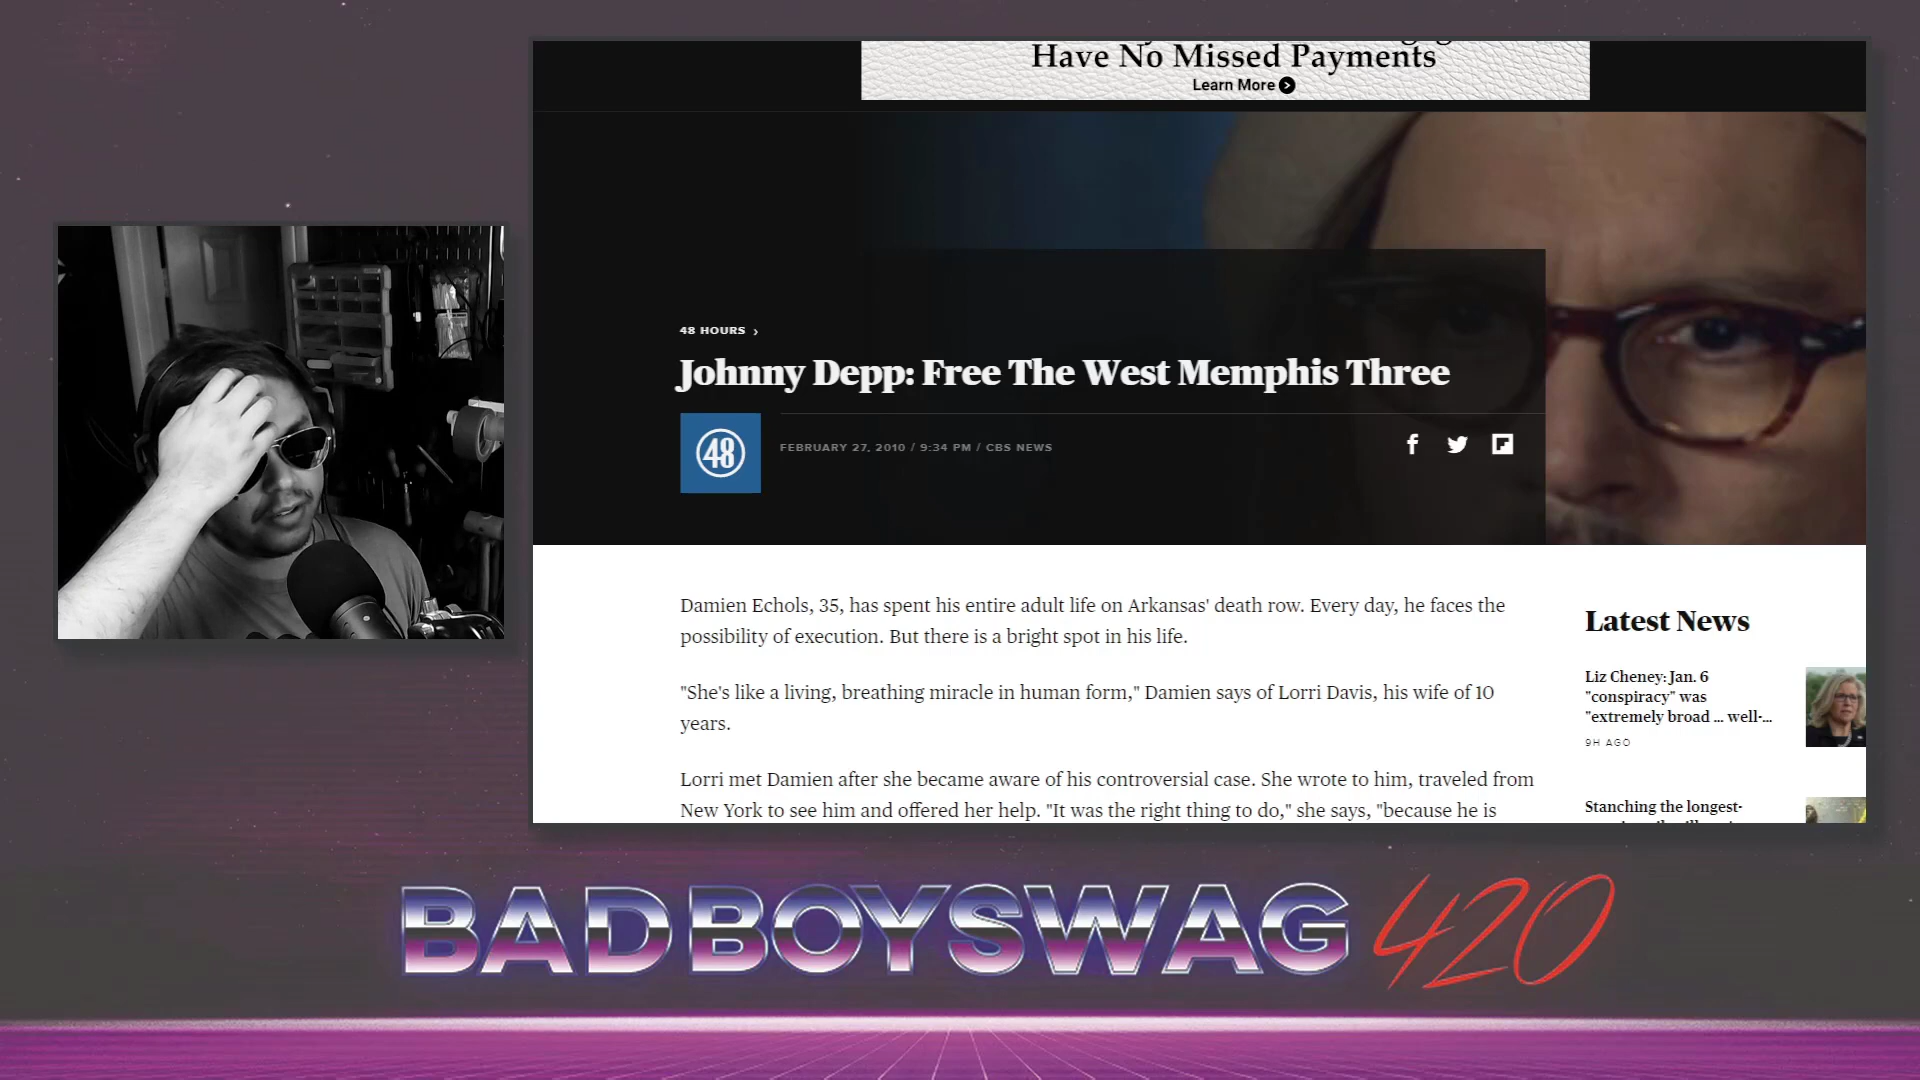 Have No Missed Payments
Learn More
48 HOURS
Johnny Depp: Free The West Memphis Three
48
FEBRUARY 27, 2010 / 9:34 PM / CBS NEWS
Damien Echols, 35, has spent his entire adult life on Arkansas' death row. Every day, he faces the
possibility of execution. But there is a bright spot in his life.
"She's like a living, breathing miracle in human form," Damien says of Lorri Davis, his wife of 10
years.
Lorri met Damien after she became aware of his controversial case. She wrote to him, traveled from
New York to see him and offered her help. "It was the right thing to do," she says, "because he is
Latest News
Liz Cheney: Jan. 6
"conspiracy" was
"extremely broad ... well-...
9H AGO
Stanching the longest-
BADBOYSWAG 420